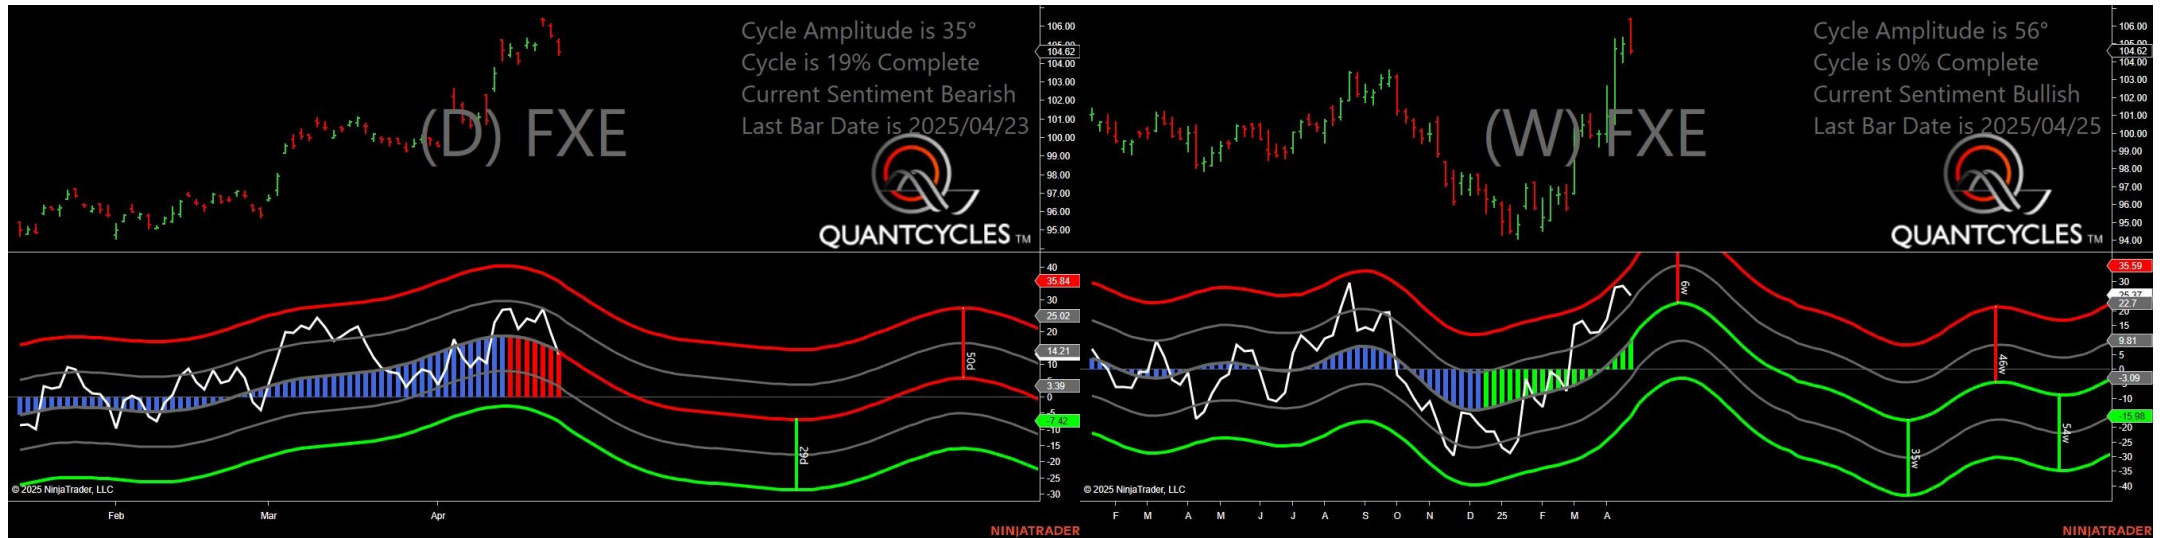 Cycle Amplitude is 35°
Cycle is 19% Complete
Current Sentiment Bearish
Last Bar Date is 2025/04/23
(D) FXE
QUANTCYCLES TM
106.00
104.62
104.00
103.00
102.00
101.00
100.00
99.00
98.00
97.00
96.00
95.00
40
35.84
30
25.02
20
14.21
10
3.39
0
-5
-7.42
-10
-15
-20
-25
-30
50d
29d
© 2025 NinjaTrader, LLC
Feb
Mar
Apr
NINJATRADER
Cycle Amplitude is 56°
Cycle is 0% Complete
Current Sentiment Bullish
Last Bar Date is 2025/04/25
(W) FXE
QUANTCYCLES TM
106.00
104.62
104.00
103.00
102.00
101.00
100.00
99.00
98.00
97.00
96.00
95.00
94.00
35.59
30
22.7
20
15
9.81
5
0
-3.09
-10
-15.98
-20
-25
-30
-35
-40
6w
46w
35w
54w
© 2025 NinjaTrader, LLC
F
M
A
M
J
J
A
S
O
N
D
25
F
M
A
NINJATRADER